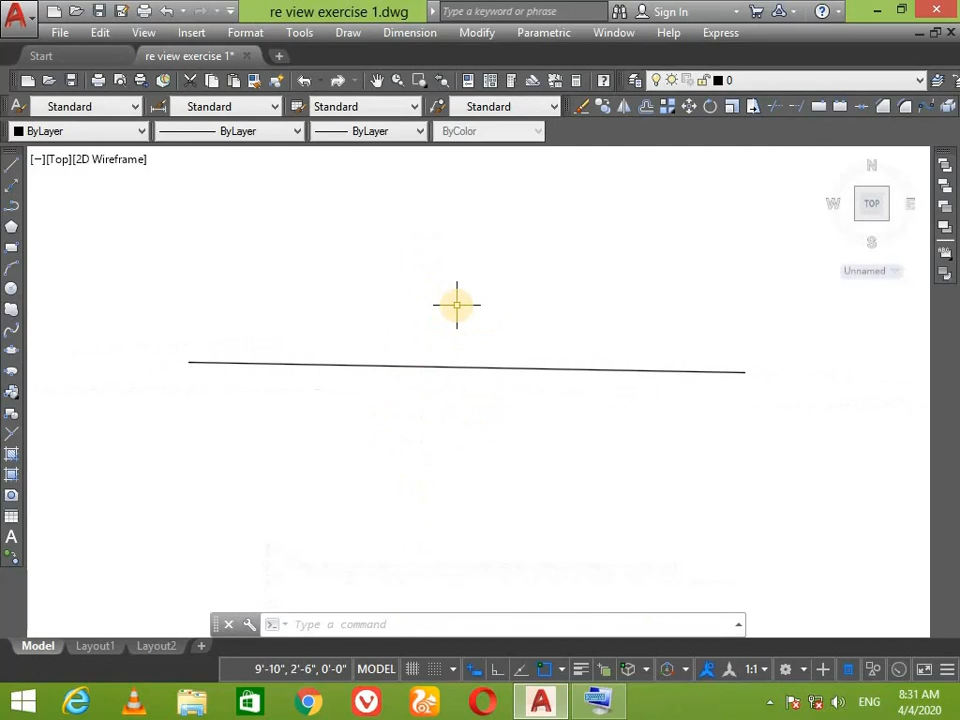 re view exercise 1.dwg
Type a keyword or phrase
Sign In
File Edit View Insert Format Tools Draw Dimension Modify Parametric Window Help Express
Start
re view exercise 1*
0
Standard
Standard
Standard
Standard
ByLayer
ByLayer
ByLayer
ByColor
[−][Top][2D Wireframe]
N
W
TOP
E
S
Unnamed
A
Type a command
Model Layout1 Layout2
9'-10", 2'-6", 0'-0"
MODEL
1:1
ENG
8:31 AM
4/4/2020